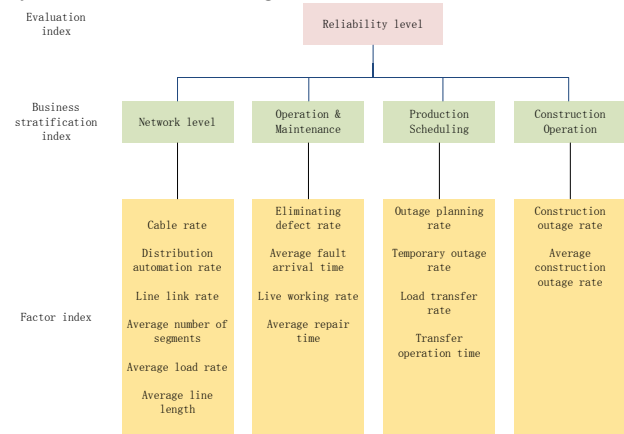 Evaluation
index
Reliability level
Business
stratification
index
Network level
Operation &
Maintenance
Production
Scheduling
Construction
Operation
Factor index
Cable rate
Distribution
automation rate
Line link rate
Average number of
segments
Average load rate
Average line
length
Eliminating
defect rate
Average fault
arrival time
Live working rate
Average repair
time
Outage planning
rate
Temporary outage
rate
Load transfer
rate
Transfer
operation time
Construction
outage rate
Average
construction
outage rate